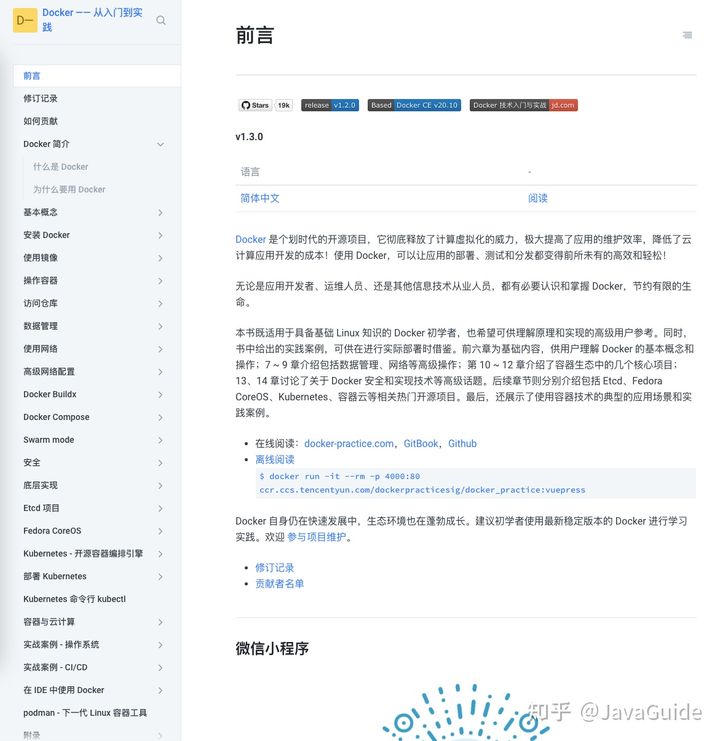 D一
Docker —— 从入门到实
践
前言
修订记录
如何贡献
Docker 简介
什么是 Docker
为什么要用 Docker
基本概念
安装 Docker
使用镜像
操作容器
访问仓库
数据管理
使用网络
高级网络配置
Docker Buildx
Docker Compose
Swarm mode
安全
底层实现
Etcd 项目
Fedora CoreOS
Kubernetes - 开源容器编排引擎
部署 Kubernetes
Kubernetes 命令行 kubectl
容器与云计算
实战案例 - 操作系统
实战案例 - CI/CD
在 IDE 中使用 Docker
podman - 下一代 Linux 容器工具
附录
前言
Stars 19k release v1.2.0 Based Docker CE v20.10 Docker 技术入门与实战 jd.com
v1.3.0
语言 -
简体中文 阅读
Docker 是个划时代的开源项目，它彻底释放了计算虚拟化的威力，极大提高了应用的维护效率，降低了云
计算应用开发的成本！使用 Docker，可以让应用的部署、测试和分发都变得前所未有的高效和轻松！
无论是应用开发者、运维人员、还是其他信息技术从业人员，都有必要认识和掌握 Docker，节约有限的生
命。
本书既适用于具备基础 Linux 知识的 Docker 初学者，也希望可供理解原理和实现的高级用户参考。同时，
书中给出的实践案例，可供在进行实际部署时借鉴。前六章为基础内容，供用户理解 Docker 的基本概念和
操作；7 ~ 9 章介绍包括数据管理、网络等高级操作；第 10 ~ 12 章介绍了容器生态中的几个核心项目；
13、14 章讨论了关于 Docker 安全和实现技术等高级话题。后续章节则分别介绍包括 Etcd、Fedora
CoreOS、Kubernetes、容器云等相关热门开源项目。最后，还展示了使用容器技术的典型的应用场景和实
践案例。
• 在线阅读：docker-practice.com，GitBook，Github
• 离线阅读
$ docker run -it --rm -p 4000:80
ccr.ccs.tencentyun.com/dockerpracticesig/docker_practice:vuepress
Docker 自身仍在快速发展中，生态环境也在蓬勃成长。建议初学者使用最新稳定版本的 Docker 进行学习
实践。欢迎 参与项目维护。
• 修订记录
• 贡献者名单
微信小程序
知乎 @JavaGuide